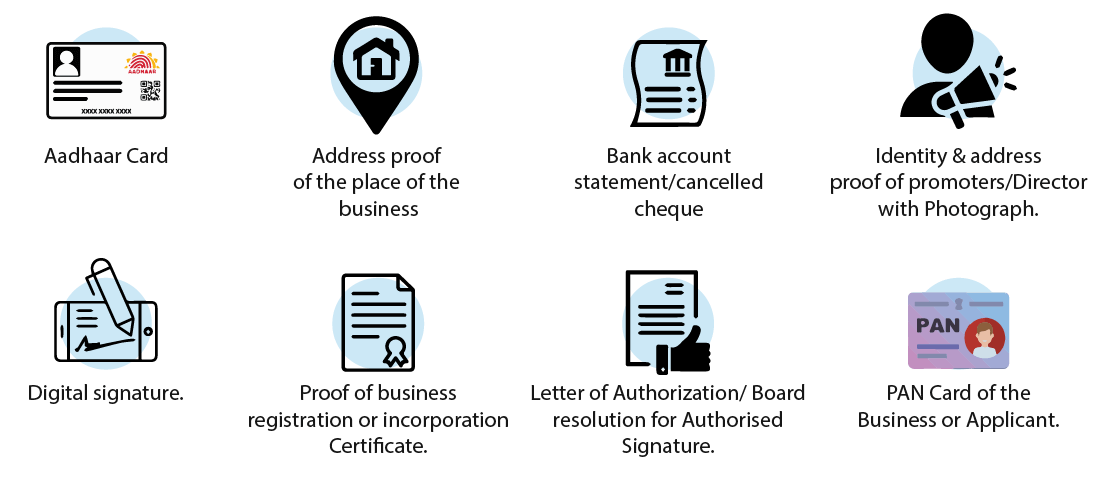 AADHAAR
XXXX XXXX XXXX
Aadhaar Card
Address proof
of the place of the
business
Bank account
statement/cancelled
cheque
Identity & address
proof of promoters/Director
with Photograph.
Digital signature.
Proof of business
registration or incorporation
Certificate.
Letter of Authorization/ Board
resolution for Authorised
Signature.
PAN
PAN Card of the
Business or Applicant.